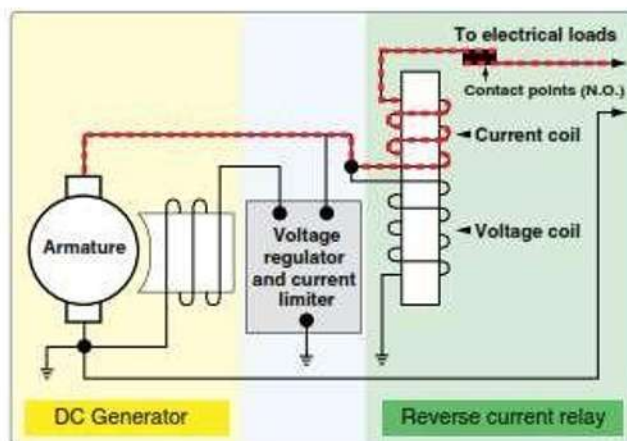 To electrical loads
Contact points (N.O.)
Current coil
Armature
Voltage
regulator
and current
limiter
Voltage coil
DC Generator
Reverse current relay